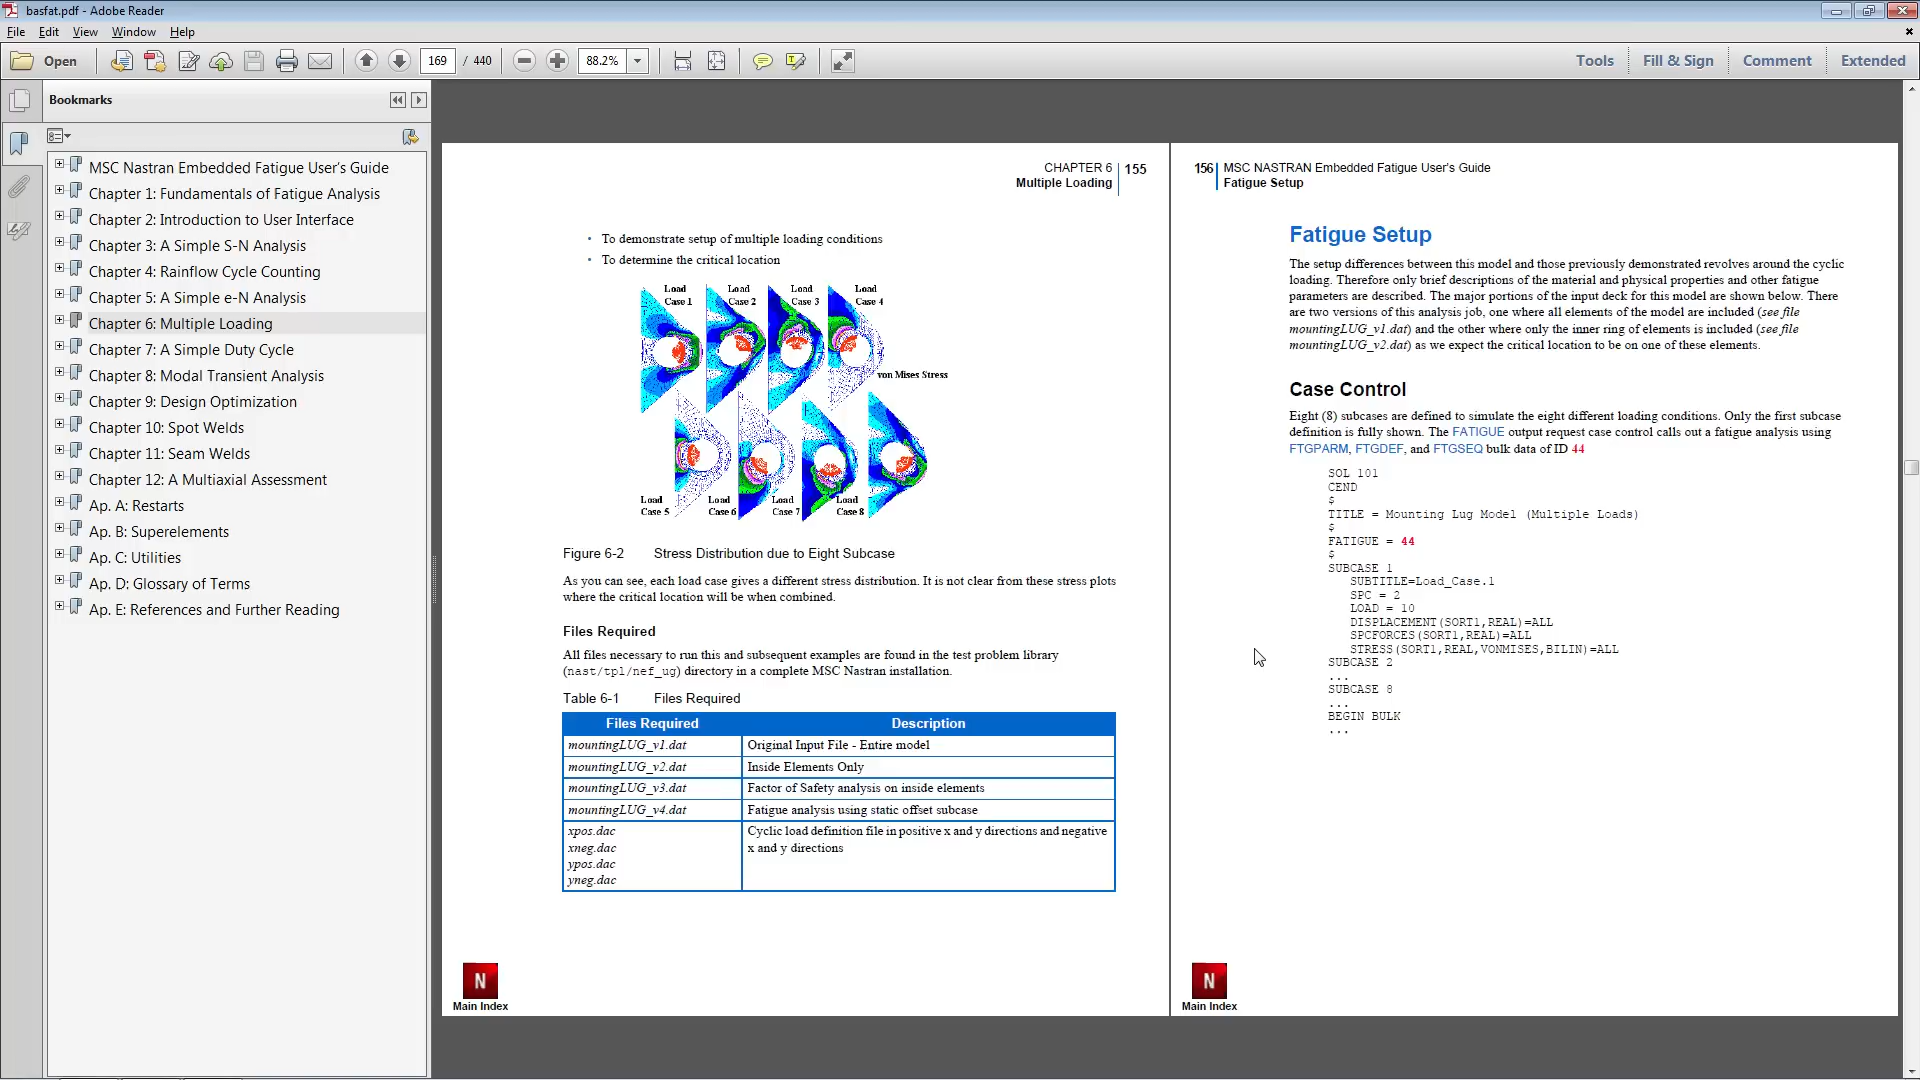 basfat.pdf - Adobe Reader
File Edit View Window Help
Open 169 / 440 88.2% Tools Fill & Sign Comment Extended
Bookmarks
MSC Nastran Embedded Fatigue User's Guide
Chapter 1: Fundamentals of Fatigue Analysis
Chapter 2: Introduction to User Interface
Chapter 3: A Simple S-N Analysis
Chapter 4: Rainflow Cycle Counting
Chapter 5: A Simple e-N Analysis
Chapter 6: Multiple Loading
Chapter 7: A Simple Duty Cycle
Chapter 8: Modal Transient Analysis
Chapter 9: Design Optimization
Chapter 10: Spot Welds
Chapter 11: Seam Welds
Chapter 12: A Multiaxial Assessment
Ap. A: Restarts
Ap. B: Superelements
Ap. C: Utilities
Ap. D: Glossary of Terms
Ap. E: References and Further Reading
CHAPTER 6 155
Multiple Loading
• To demonstrate setup of multiple loading conditions
• To determine the critical location
Load Load Load Load
Case 1 Case 2 Case 3 Case 4
von Mises Stress
Load Load Load Load
Case 5 Case 6 Case 7 Case 8
Figure 6-2 Stress Distribution due to Eight Subcase
As you can see, each load case gives a different stress distribution. It is not clear from these stress plots
where the critical location will be when combined.
Files Required
All files necessary to run this and subsequent examples are found in the test problem library
(nast/tpl/nef_ug) directory in a complete MSC Nastran installation.
Table 6-1 Files Required
Files Required Description
mountingLUG_v1.dat Original Input File - Entire model
mountingLUG_v2.dat Inside Elements Only
mountingLUG_v3.dat Factor of Safety analysis on inside elements
mountingLUG_v4.dat Fatigue analysis using static offset subcase
xpos.dac Cyclic load definition file in positive x and y directions and negative
xneg.dac x and y directions
ypos.dac
yneg.dac
N
Main Index
156 MSC NASTRAN Embedded Fatigue User's Guide
Fatigue Setup
Fatigue Setup
The setup differences between this model and those previously demonstrated revolves around the cyclic
loading. Therefore only brief descriptions of the material and physical properties and other fatigue
parameters are described. The major portions of the input deck for this model are shown below. There
are two versions of this analysis job, one where all elements of the model are included (see file
mountingLUG_v1.dat) and the other where only the inner ring of elements is included (see file
mountingLUG_v2.dat) as we expect the critical location to be on one of these elements.
Case Control
Eight (8) subcases are defined to simulate the eight different loading conditions. Only the first subcase
definition is fully shown. The FATIGUE output request case control calls out a fatigue analysis using
FTGPARM, FTGDEF, and FTGSEQ bulk data of ID 44
SOL 101
CEND
$
TITLE = Mounting Lug Model (Multiple Loads)
$
FATIGUE = 44
$
SUBCASE 1
SUBTITLE=Load_Case.1
SPC = 2
LOAD = 10
DISPLACEMENT(SORT1,REAL)=ALL
SPCFORCES(SORT1,REAL)=ALL
STRESS(SORT1,REAL,VONMISES,BILIN)=ALL
SUBCASE 2
...
SUBCASE 8
...
BEGIN BULK
...
N
Main Index